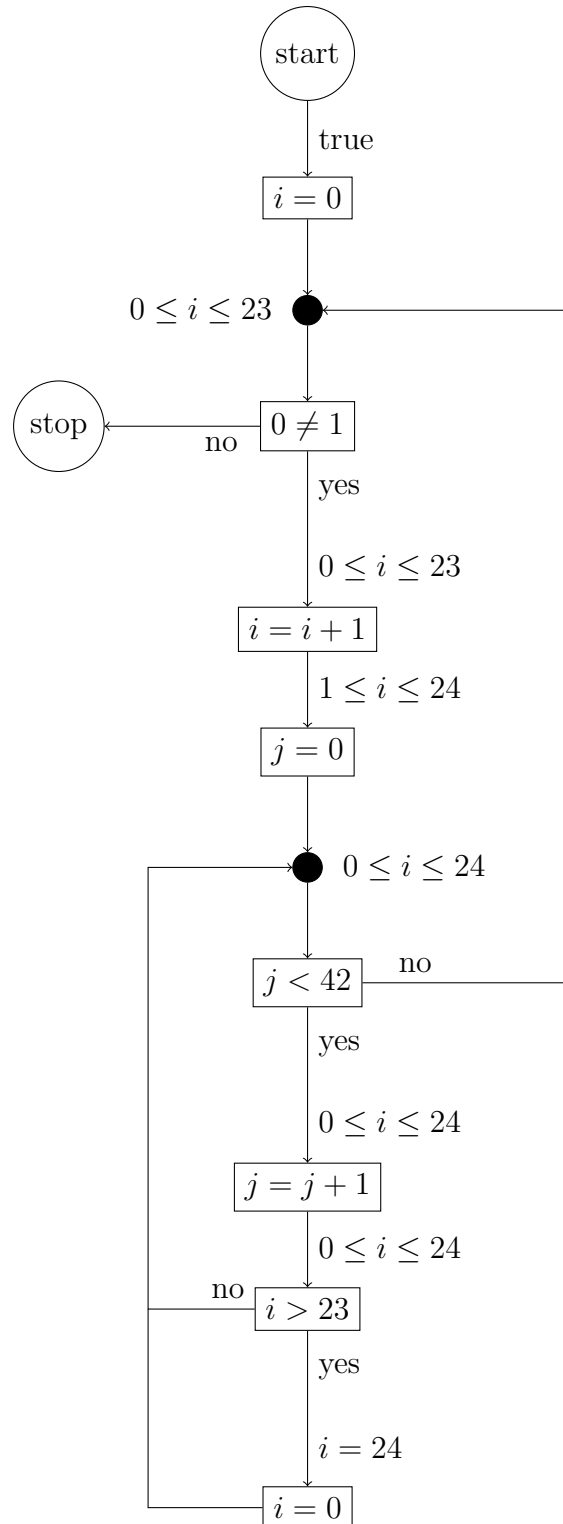 start
true
i = 0
0 ≤ i ≤ 23
stop
0 ≠ 1
no
yes
0 ≤ i ≤ 23
i = i + 1
1 ≤ i ≤ 24
j = 0
0 ≤ i ≤ 24
j < 42
no
yes
0 ≤ i ≤ 24
j = j + 1
0 ≤ i ≤ 24
no
i > 23
yes
i = 24
i = 0